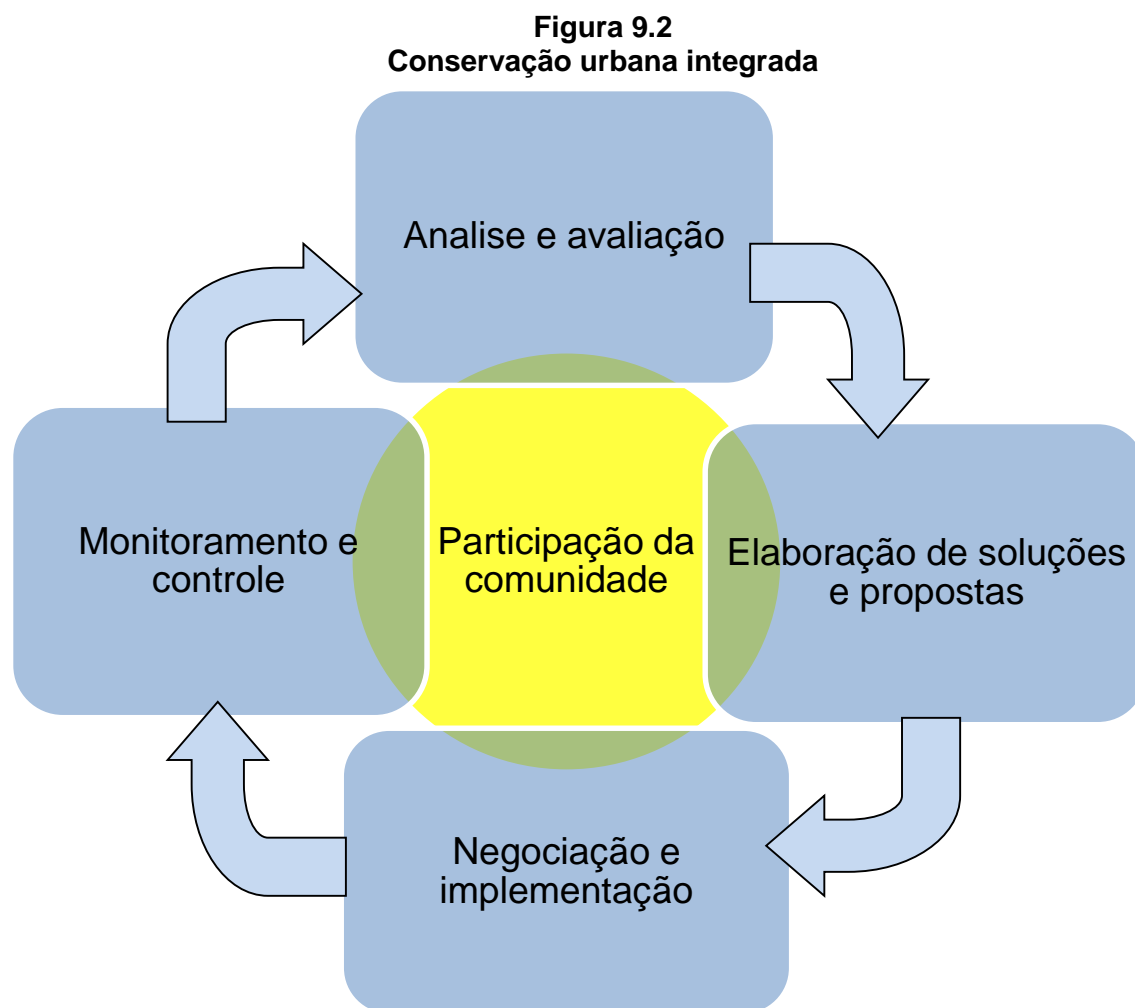 Figura 9.2
Conservação urbana integrada
Analise e avaliação
Monitoramento e
controle
Participação da
comunidade
Elaboração de soluções
e propostas
Negociação e
implementação